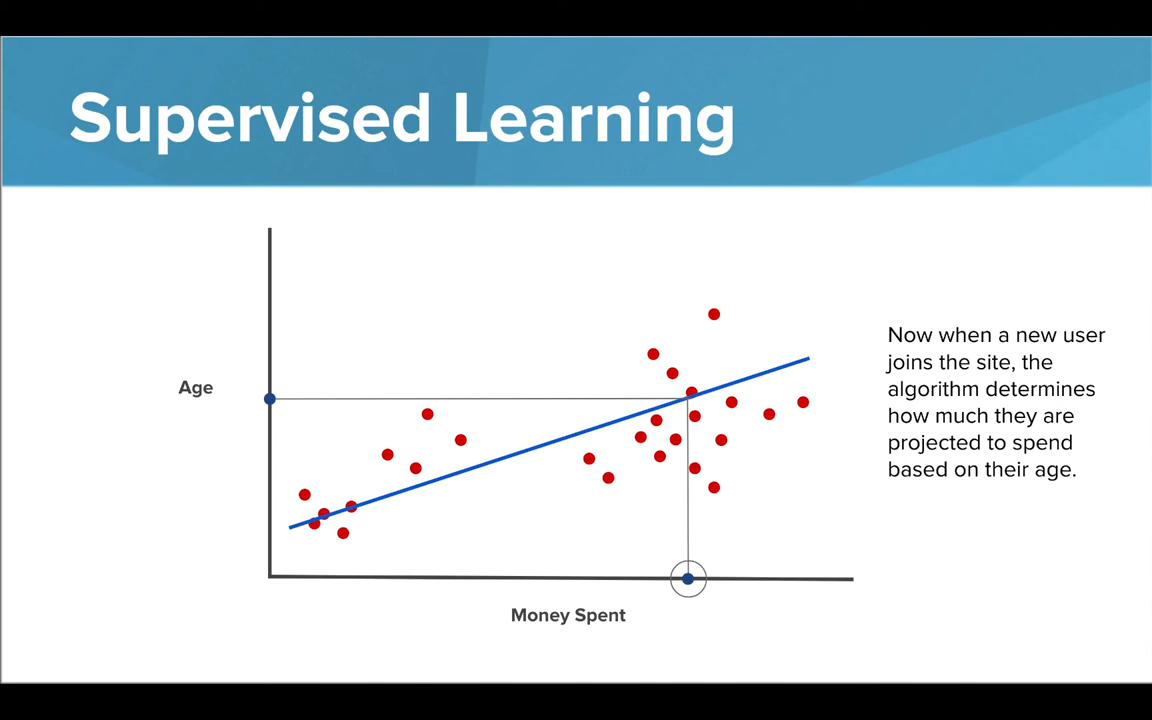 Supervised Learning
Age
Now when a new user
joins the site, the
algorithm determines
how much they are
projected to spend
based on their age.
Money Spent